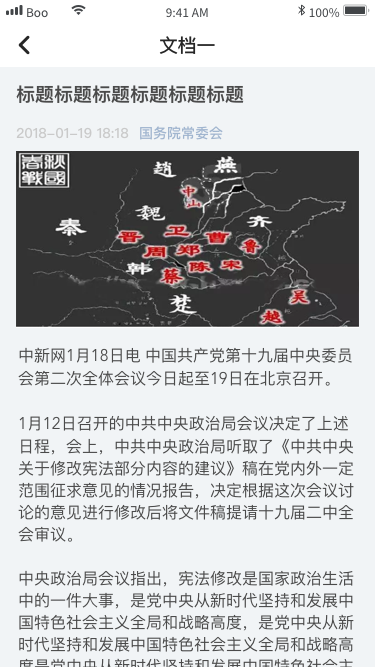 Boo
9:41 AM
100%
文档一
标题标题标题标题标题标题
2018-01-19 18:18 国务院常委会
春秋
戰國
趙
燕
中山
秦
魏
齐
晋
卫
曹
鲁
周
郑
韩
蔡
陈
宋
楚
吴
越
中新网1月18日电 中国共产党第十九届中央委员
会第二次全体会议今日起至19日在北京召开。
1月12日召开的中共中央政治局会议决定了上述
日程，会上，中共中央政治局听取了《中共中央
关于修改宪法部分内容的建议》稿在党内外一定
范围征求意见的情况报告，决定根据这次会议讨
论的意见进行修改后将文件稿提请十九届二中全
会审议。
中央政治局会议指出，宪法修改是国家政治生活
中的一件大事，是党中央从新时代坚持和发展中
国特色社会主义全局和战略高度，是党中央从新
时代坚持和发展中国特色社会主义全局和战略高
度是党中央从新时代坚持和发展中国特色社会主